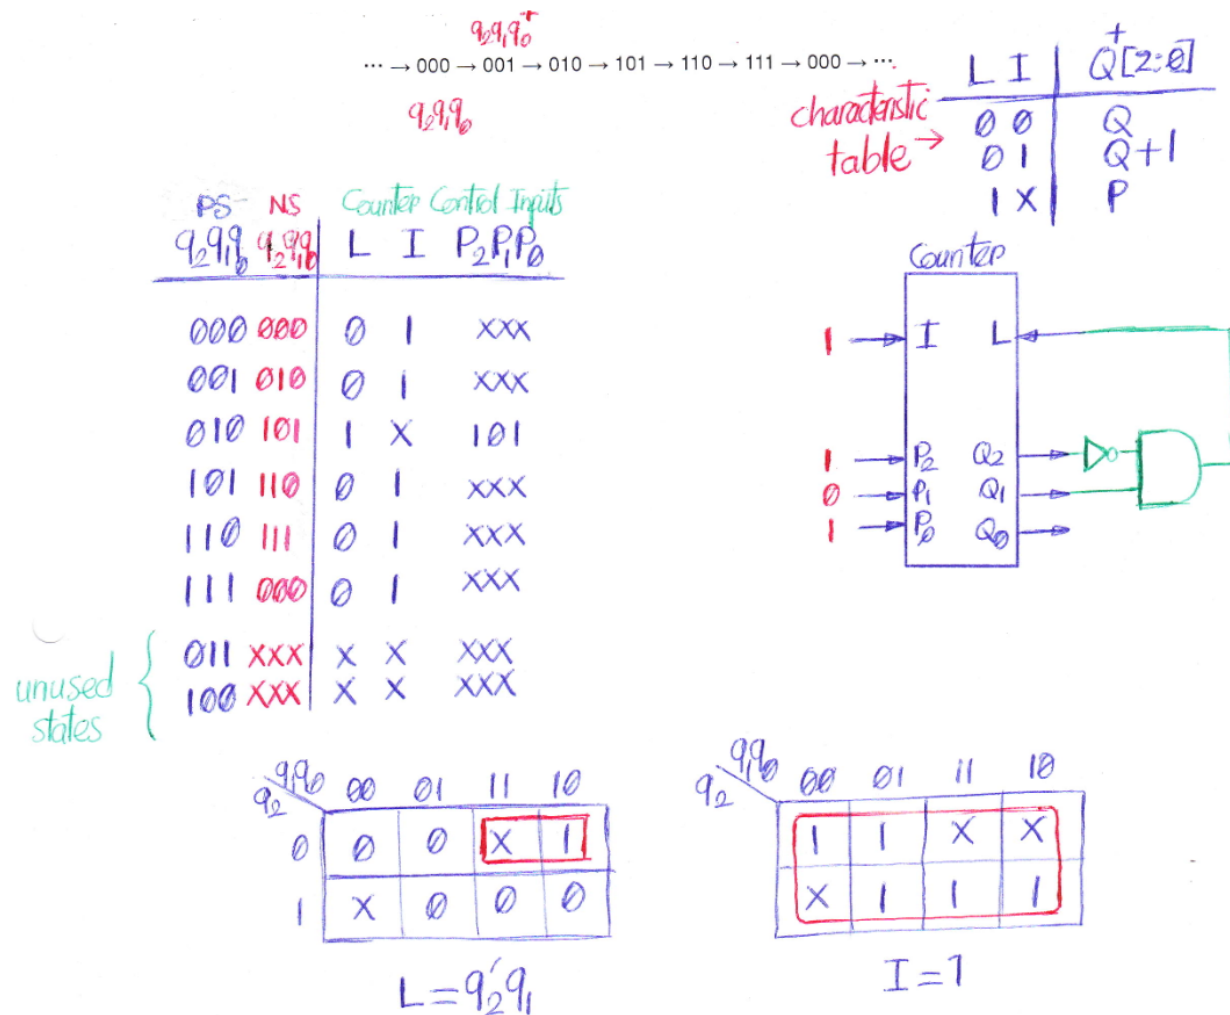 q₂q₁q₀⁺
··· → 000 → 001 → 010 → 101 → 110 → 111 → 000 → ···
q₂q₁q₀
characteristic
table →
L I | Q⁺[2:0]
0 0 | Q
0 1 | Q+1
1 X | P
PS NS Counter Control Inputs
q₂q₁q₀ q₂q₁q₀ | L I P₂P₁P₀
000 000 | 0 1 XXX
001 010 | 0 1 XXX
010 101 | 1 X 101
101 110 | 0 1 XXX
110 111 | 0 1 XXX
111 000 | 0 1 XXX
011 XXX | X X XXX
100 XXX | X X XXX
unused
states
Counter
1 I L
1 P₂ Q₂
0 P₁ Q₁
1 P₀ Q₀
q₁q₀
q₂ 00 01 11 10
0 0 0 X 1
1 X 0 0 0
L = q₂′q₁
q₁q₀
q₂ 00 01 11 10
1 1 X X
X 1 1 1
I = 1